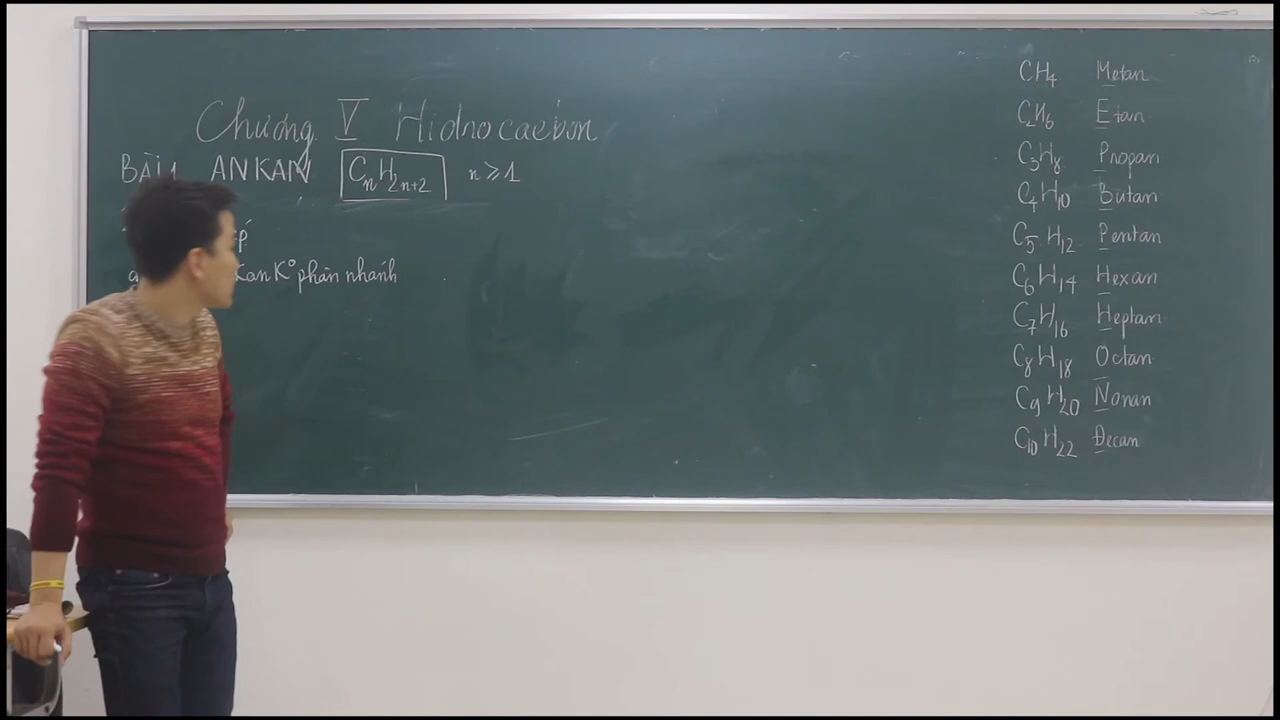 Chương V Hidrocacbon
BÀI 1 ANKAN CnH2n+2 n ≥ 1
Kan K° phân nhánh
CH4 Metan
C2H6 Etan
C3H8 Propan
C4H10 Butan
C5H12 Pentan
C6H14 Hexan
C7H16 Heptan
C8H18 Octan
C9H20 Nonan
C10H22 Đecan